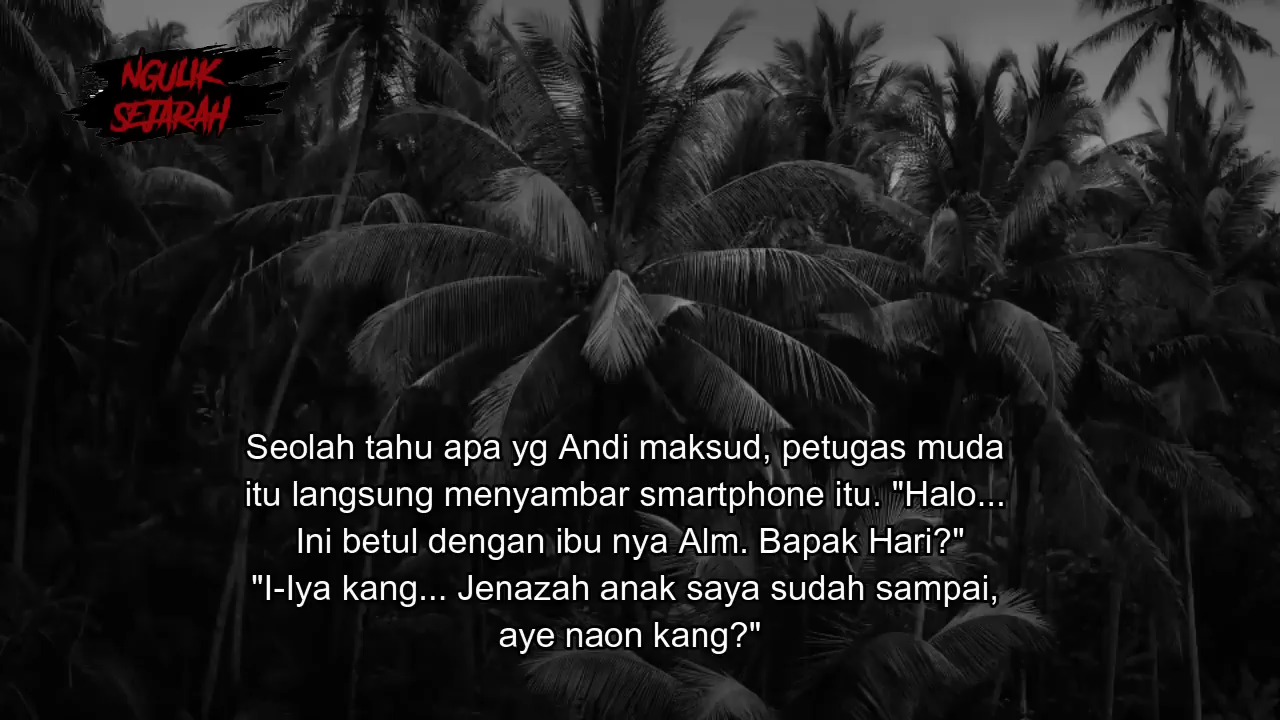 NGULIK
SEJARAH
Seolah tahu apa yg Andi maksud, petugas muda
itu langsung menyambar smartphone itu. "Halo...
Ini betul dengan ibu nya Alm. Bapak Hari?"
"I-Iya kang... Jenazah anak saya sudah sampai,
aye naon kang?"